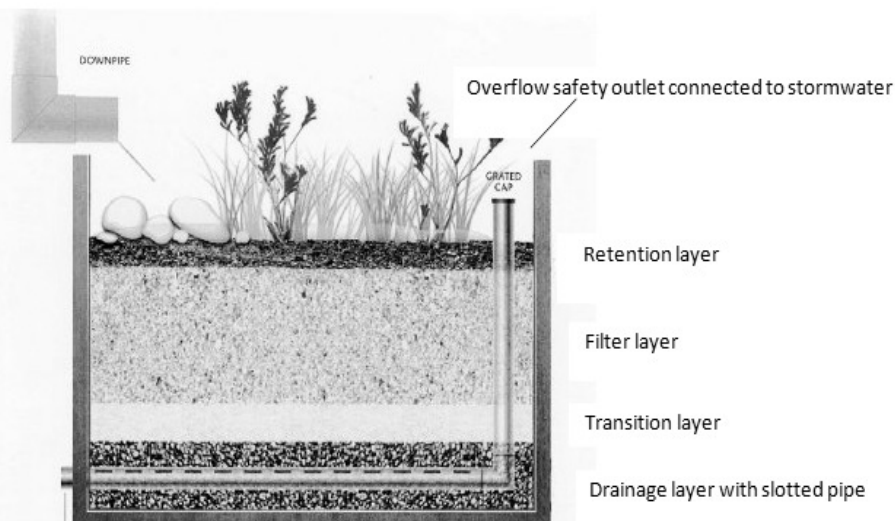 DOWNPIPE
Overflow safety outlet connected to stormwater
GRATED
CAP
Retention layer
Filter layer
Transition layer
Drainage layer with slotted pipe